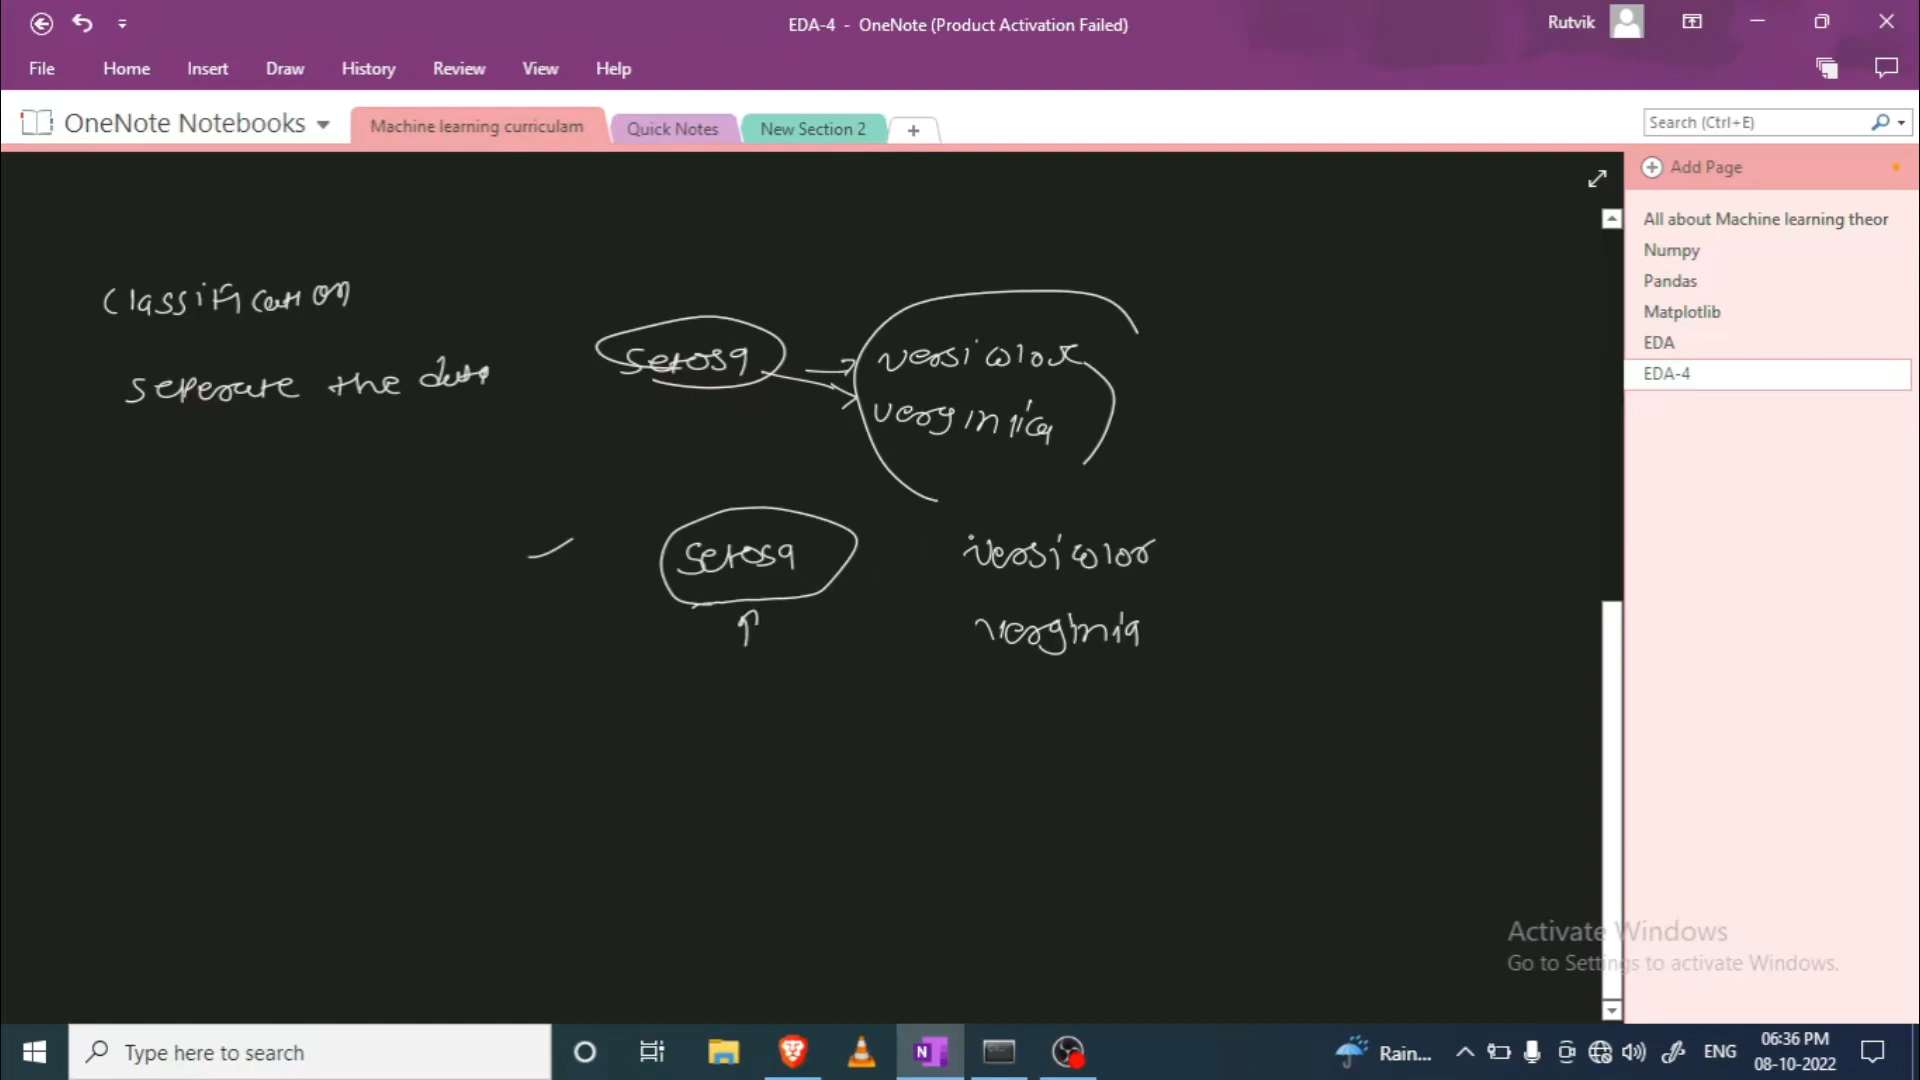 EDA-4 - OneNote (Product Activation Failed)
Rutvik
File Home Insert Draw History Review View Help
OneNote Notebooks
Machine learning curriculam
Quick Notes
New Section 2
Search (Ctrl+E)
Add Page
All about Machine learning theor
Numpy
Pandas
Matplotlib
EDA
EDA-4
Classification
seperate the data
setosa
versicolor
verginica
setosa
versicolor
verginia
Activate Windows
Go to Settings to activate Windows.
Type here to search
Rain...
ENG
06:36 PM
08-10-2022